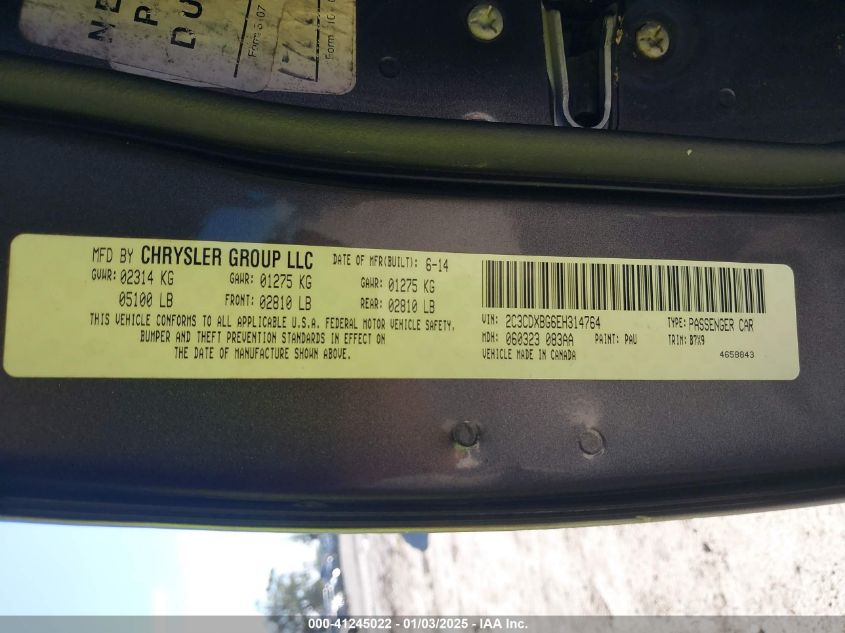 Form 5107
MFD BY CHRYSLER GROUP LLC DATE OF MFR(BUILT): 6-14
GVWR: 02314 KG GAWR: 01275 KG GAWR: 01275 KG
05100 LB FRONT: 02810 LB REAR: 02810 LB
THIS VEHICLE CONFORMS TO ALL APPLICABLE U.S.A. FEDERAL MOTOR VEHICLE SAFETY,
BUMPER AND THEFT PREVENTION STANDARDS IN EFFECT ON
THE DATE OF MANUFACTURE SHOWN ABOVE.
VIN: 2C3CDXBG6EH314764 TYPE: PASSENGER CAR
MDH: 060323 083AA PAINT: PAU TRIM: B7X9
VEHICLE MADE IN CANADA 4658843
000-41245022 - 01/03/2025 - IAA Inc.